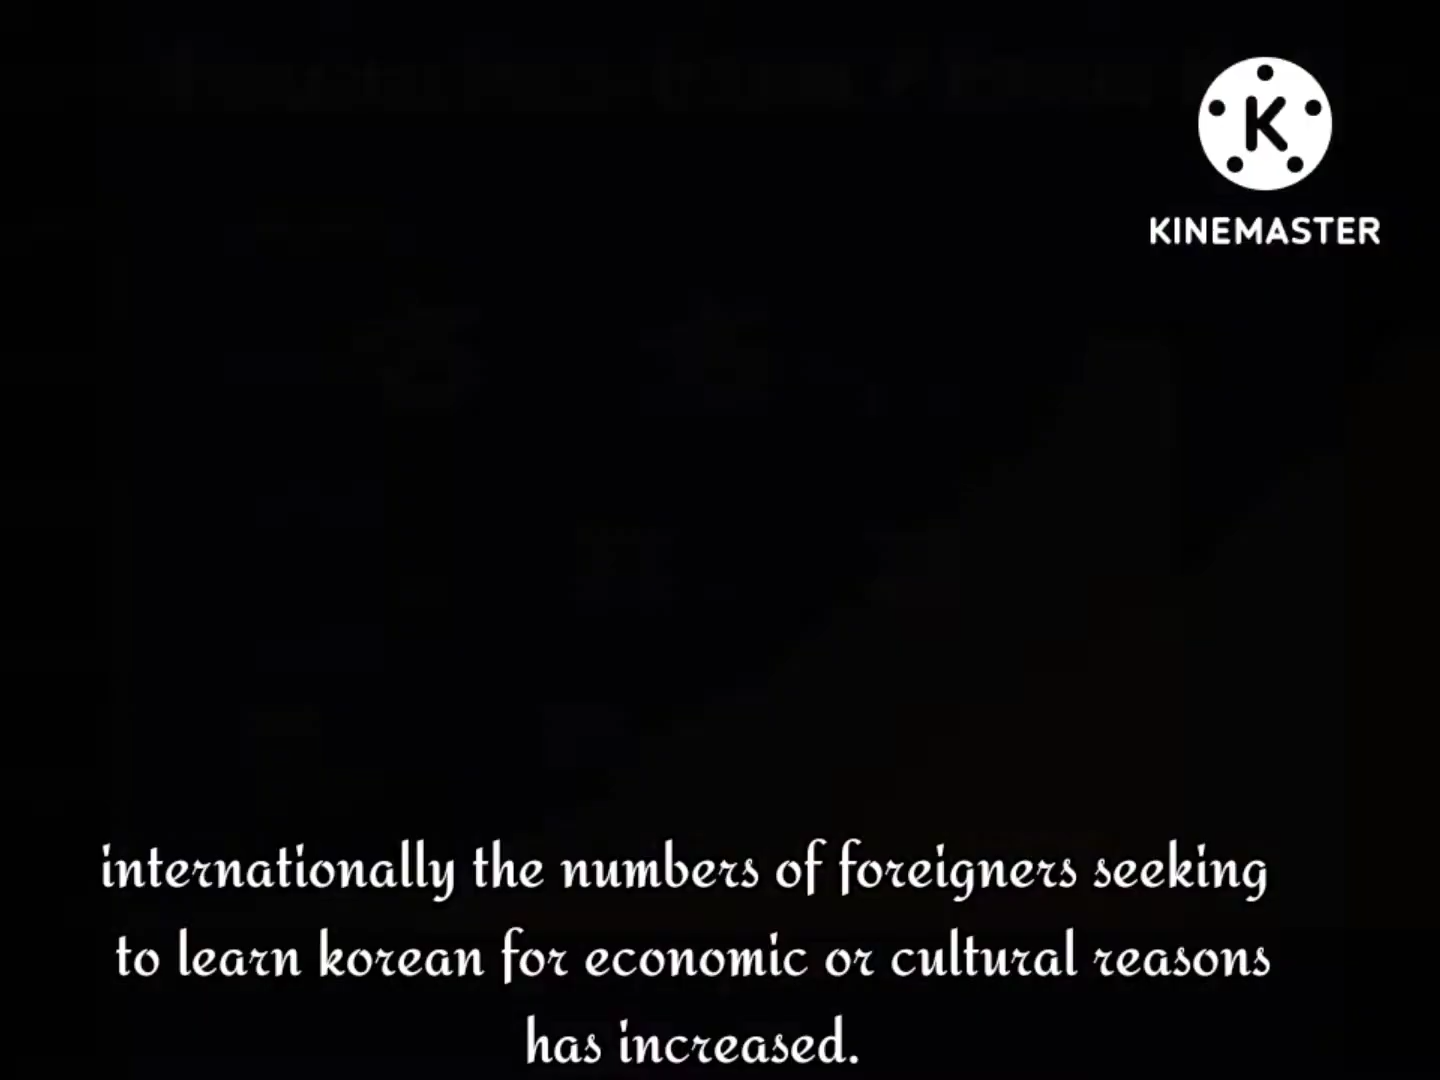 K
KINEMASTER
internationally the numbers of foreigners seeking
to learn korean for economic or cultural reasons
has increased.